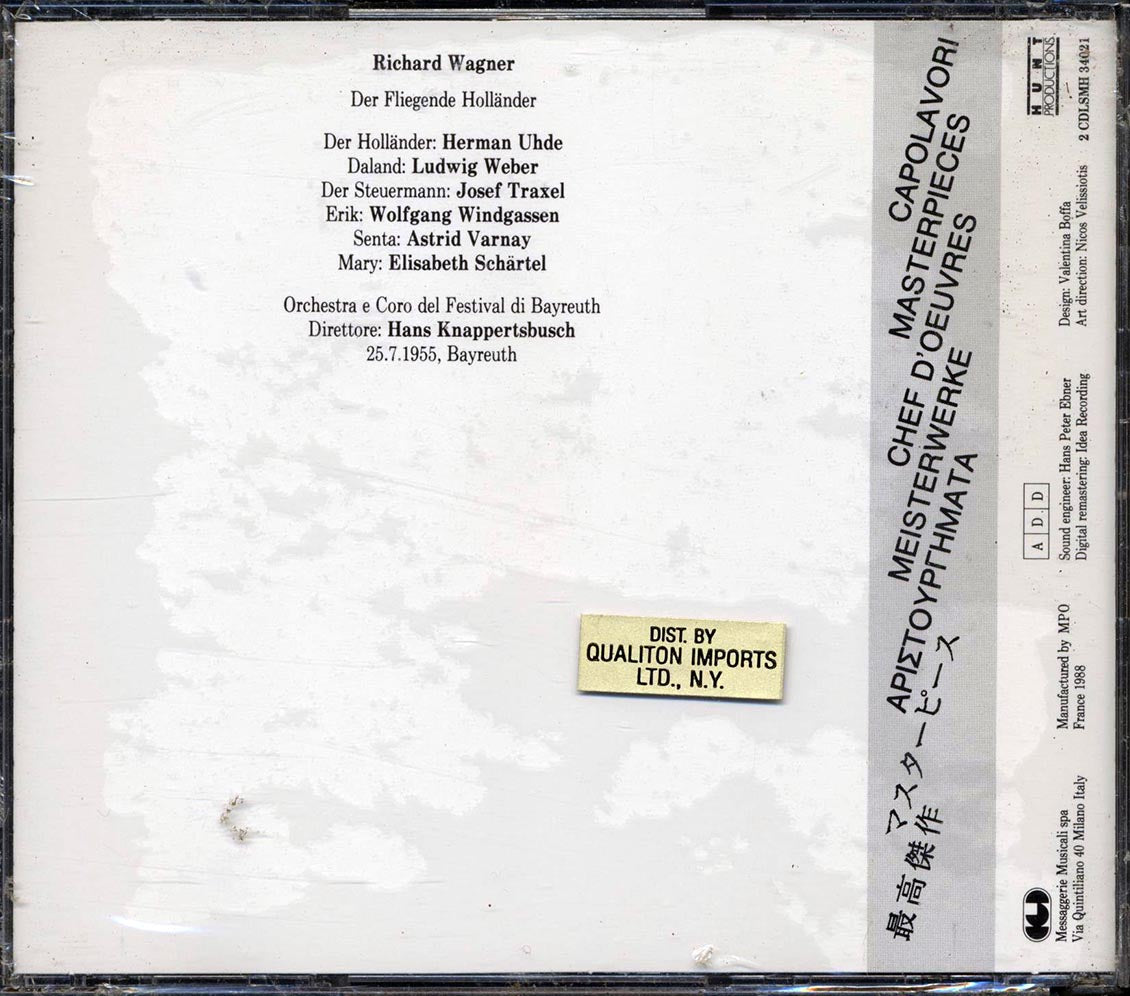 Richard Wagner
Der Fliegende Holländer
Der Holländer: Herman Uhde
Daland: Ludwig Weber
Der Steuermann: Josef Traxel
Erik: Wolfgang Windgassen
Senta: Astrid Varnay
Mary: Elisabeth Schärtel
Orchestra e Coro del Festival di Bayreuth
Direttore: Hans Knappertsbusch
25.7.1955, Bayreuth
DIST. BY
QUALITON IMPORTS
LTD., N.Y.
CAPOLAVORI
MASTERPIECES
CHEF D'OEUVRES
MEISTERWERKE
ΑΡΙΣΤΟΥΡΓΗΜΑΤΑ
マスターピース
最高傑作
HUNT
PRODUCTIONS
2 CDLSMH 34021
Design: Valentina Boffa
Art direction: Nicos Velissiotis
A D.D
Sound engineer: Hans Peter Ebner
Digital remastering: Idea Recording
Manufactured by MPO
France 1988
Messaggerie Musicali spa
Via Quintiliano 40 Milano Italy